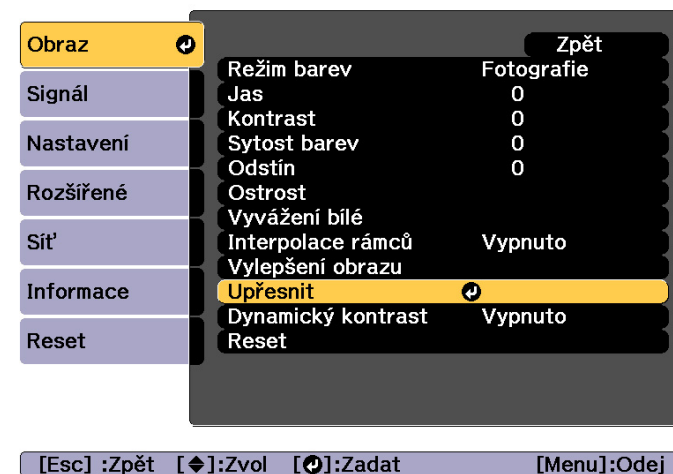 Obraz
Signál
Nastavení
Rozšířené
Síť
Informace
Reset
Zpět
Režim barev Fotografie
Jas 0
Kontrast 0
Sytost barev 0
Odstín 0
Ostrost
Vyvážení bílé
Interpolace rámců Vypnuto
Vylepšení obrazu
Upřesnit
Dynamický kontrast Vypnuto
Reset
[Esc] :Zpět [◆]:Zvol [⏎]:Zadat [Menu]:Odej